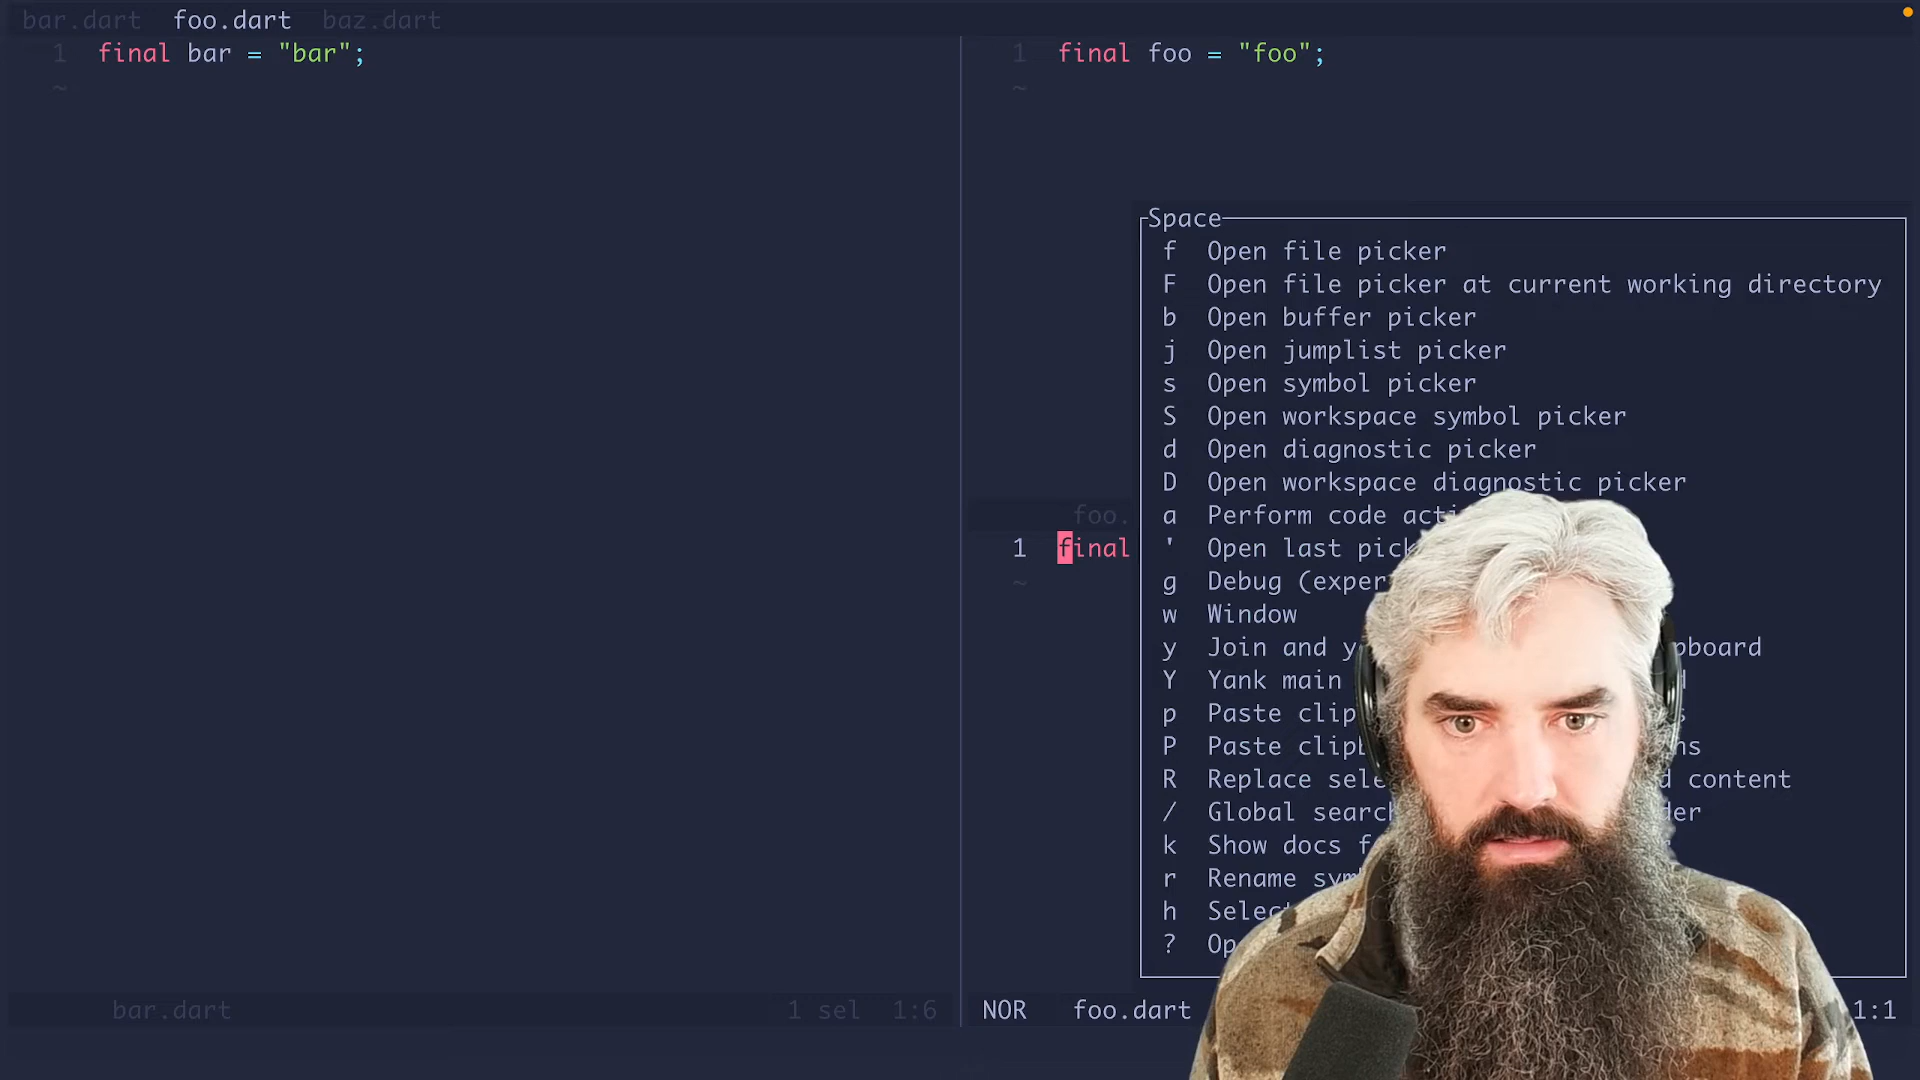 bar.dart foo.dart baz.dart
1 final bar = "bar";
~
bar.dart 1 sel 1:6
1 final foo = "foo";
~
foo.
1 final
~
Space
f Open file picker
F Open file picker at current working directory
b Open buffer picker
j Open jumplist picker
s Open symbol picker
S Open workspace symbol picker
d Open diagnostic picker
D Open workspace diagnostic picker
a Perform code
' Open last
g Debug
w Window
y Join and
Y Yank main
p Paste
P Paste
R Replace content
/ Global search
k Show docs
r Rename
h
?
NOR foo.dart 1:1